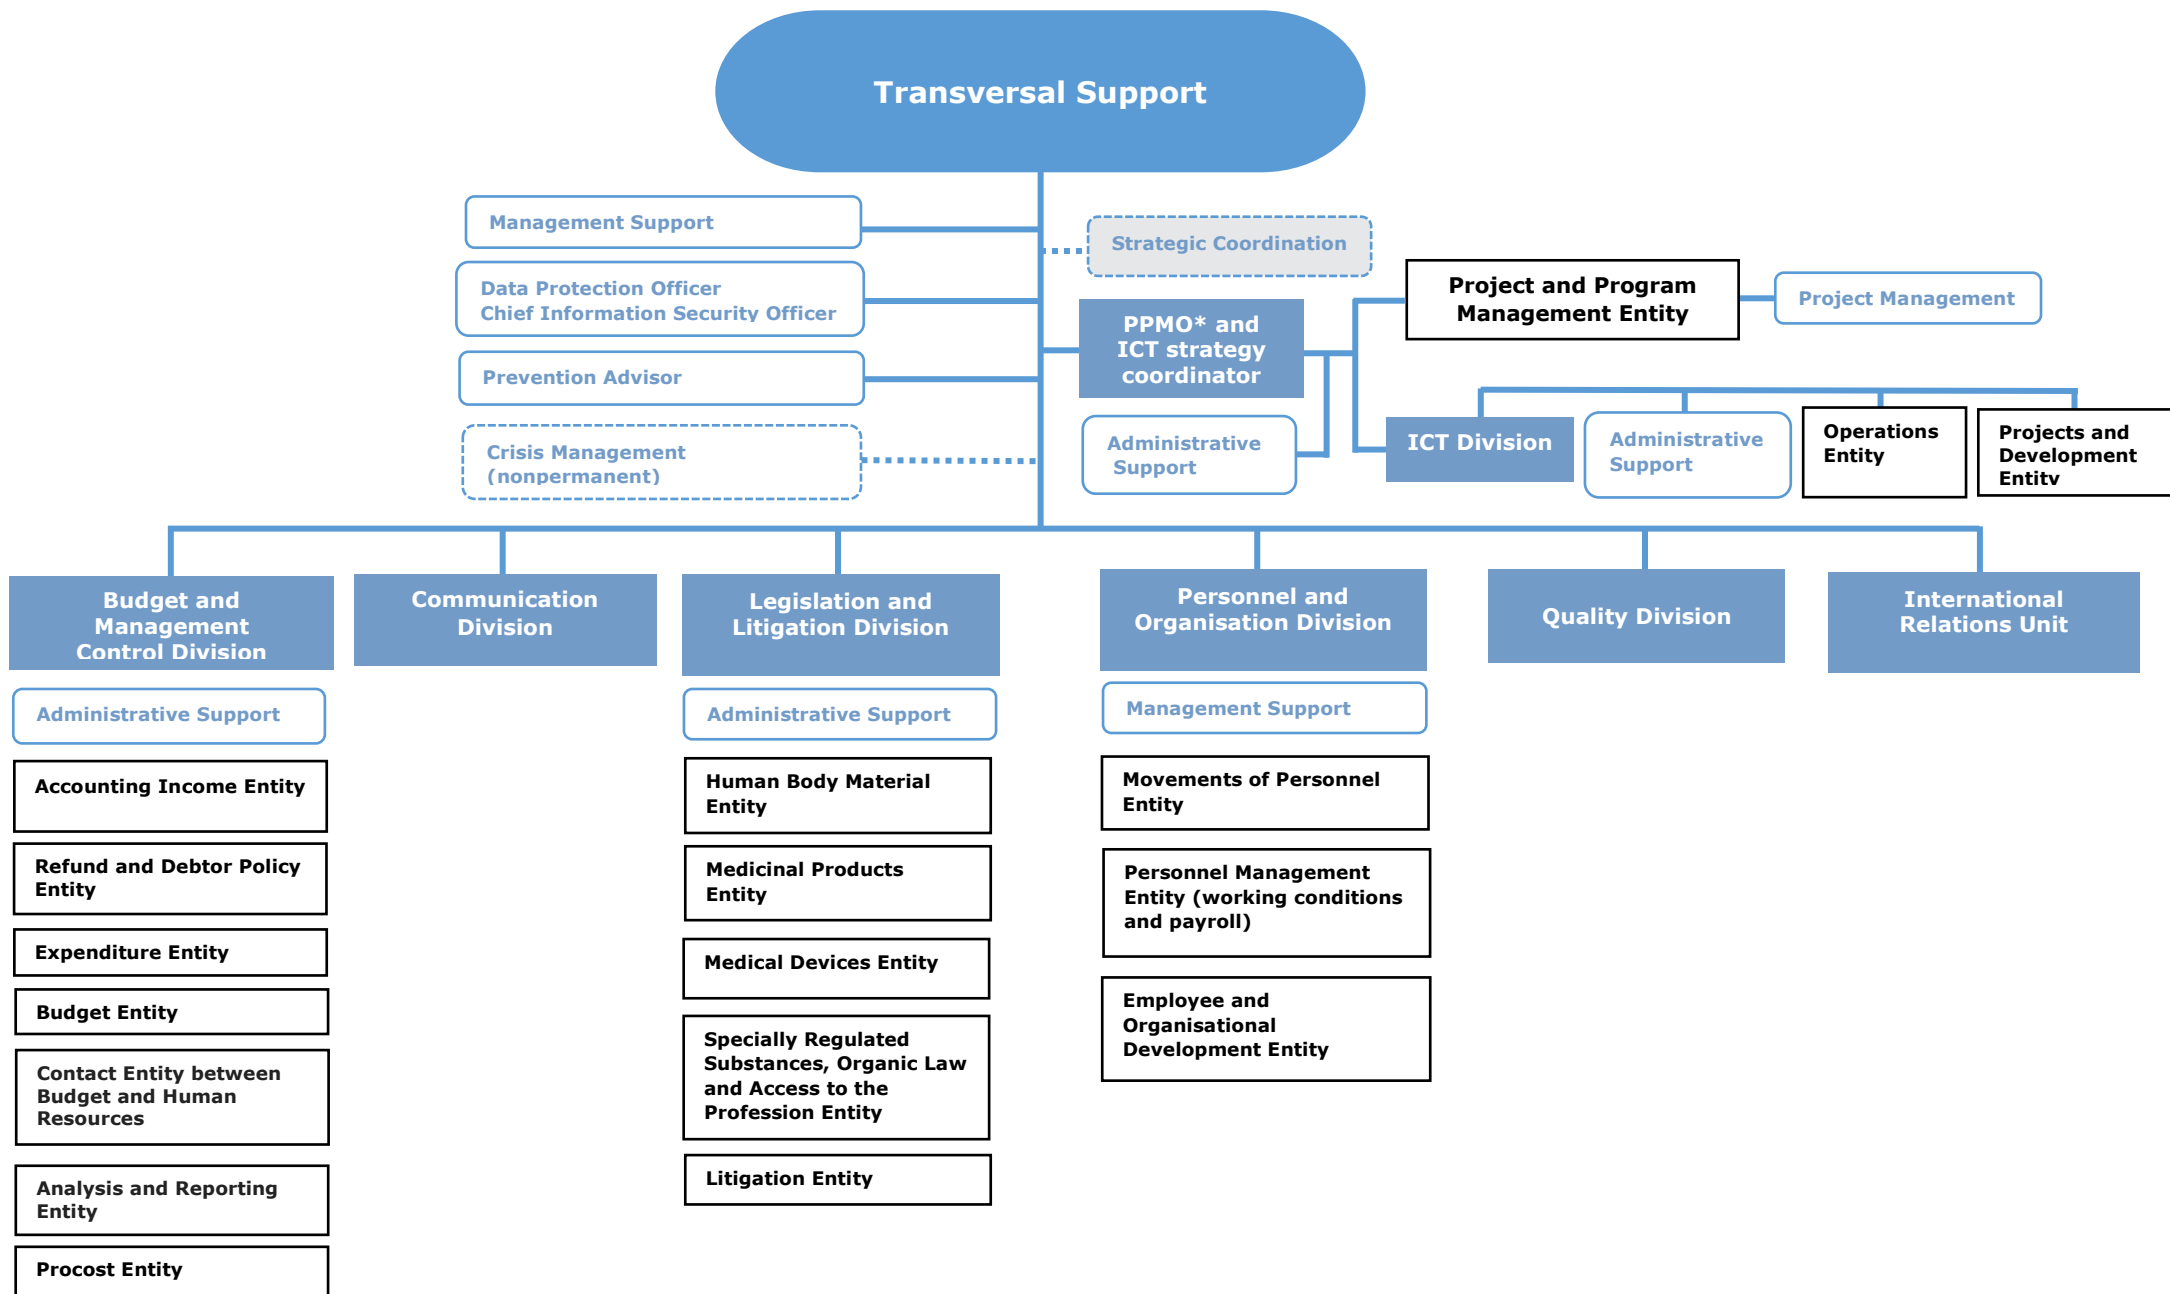 Transversal Support
Management Support
Strategic Coordination
Data Protection Officer
Chief Information Security Officer
Project and Program
Management Entity
Project Management
PPMO* and
ICT strategy
coordinator
Prevention Advisor
Administrative
Support
ICT Division
Administrative
Support
Operations
Entity
Projects and
Development
Entity
Crisis Management
(nonpermanent)
Budget and
Management
Control Division
Communication
Division
Legislation and
Litigation Division
Personnel and
Organisation Division
Quality Division
International
Relations Unit
Administrative Support
Accounting Income Entity
Refund and Debtor Policy
Entity
Expenditure Entity
Budget Entity
Contact Entity between
Budget and Human
Resources
Analysis and Reporting
Entity
Procost Entity
Administrative Support
Human Body Material
Entity
Medicinal Products
Entity
Medical Devices Entity
Specially Regulated
Substances, Organic Law
and Access to the
Profession Entity
Litigation Entity
Management Support
Movements of Personnel
Entity
Personnel Management
Entity (working conditions
and payroll)
Employee and
Organisational
Development Entity